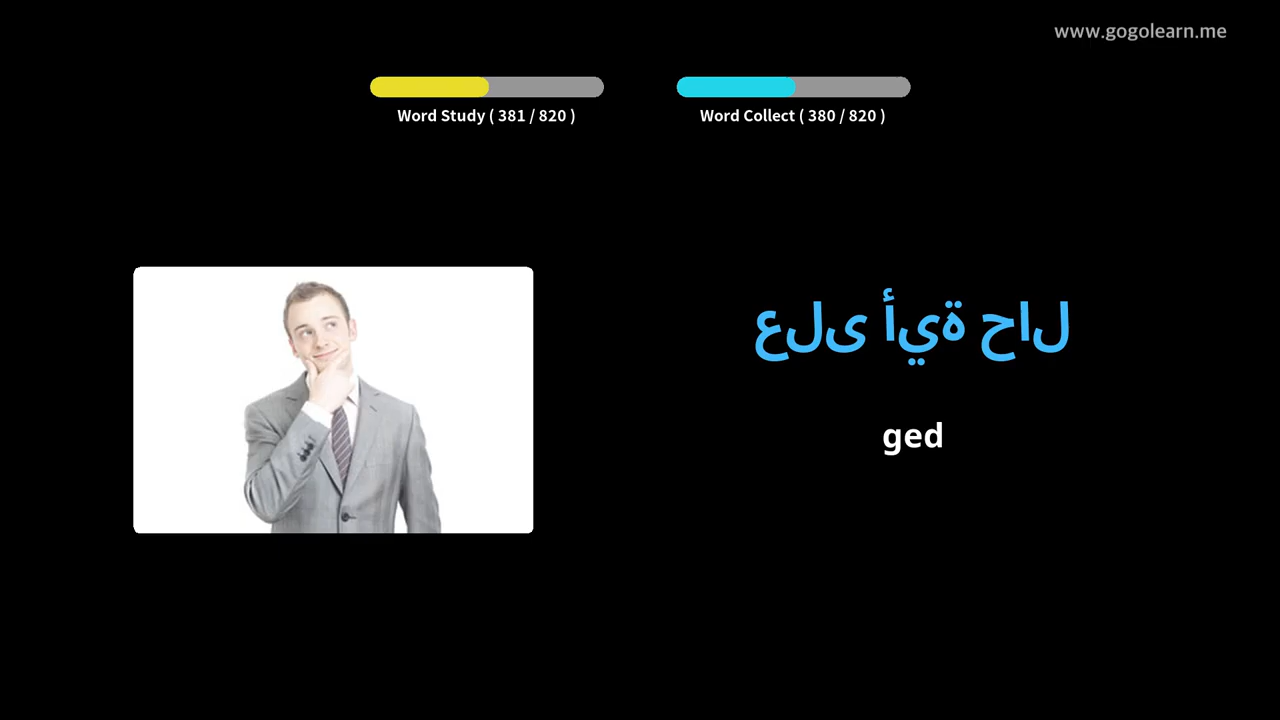 www.gogolearn.me
Word Study ( 381 / 820 )
Word Collect ( 380 / 820 )
على أية حال
ged